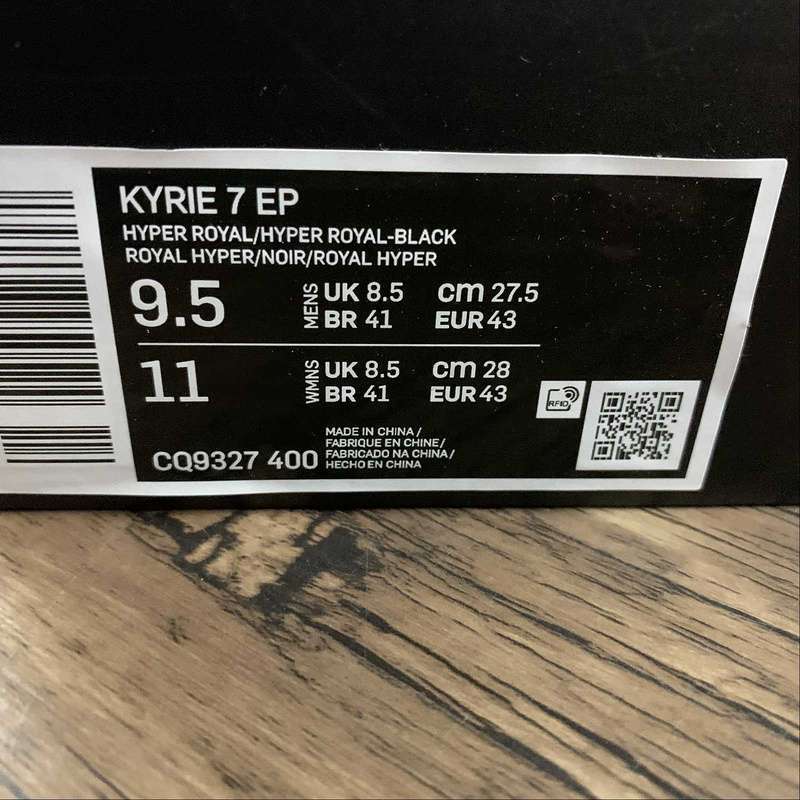 KYRIE 7 EP
HYPER ROYAL/HYPER ROYAL-BLACK
ROYAL HYPER/NOIR/ROYAL HYPER
9.5 MENS UK 8.5 cm 27.5
BR 41 EUR 43
11 WMNS UK 8.5 cm 28
BR 41 EUR 43
RFID
CQ9327 400
MADE IN CHINA /
FABRIQUE EN CHINE/
FABRICADO NA CHINA /
HECHO EN CHINA